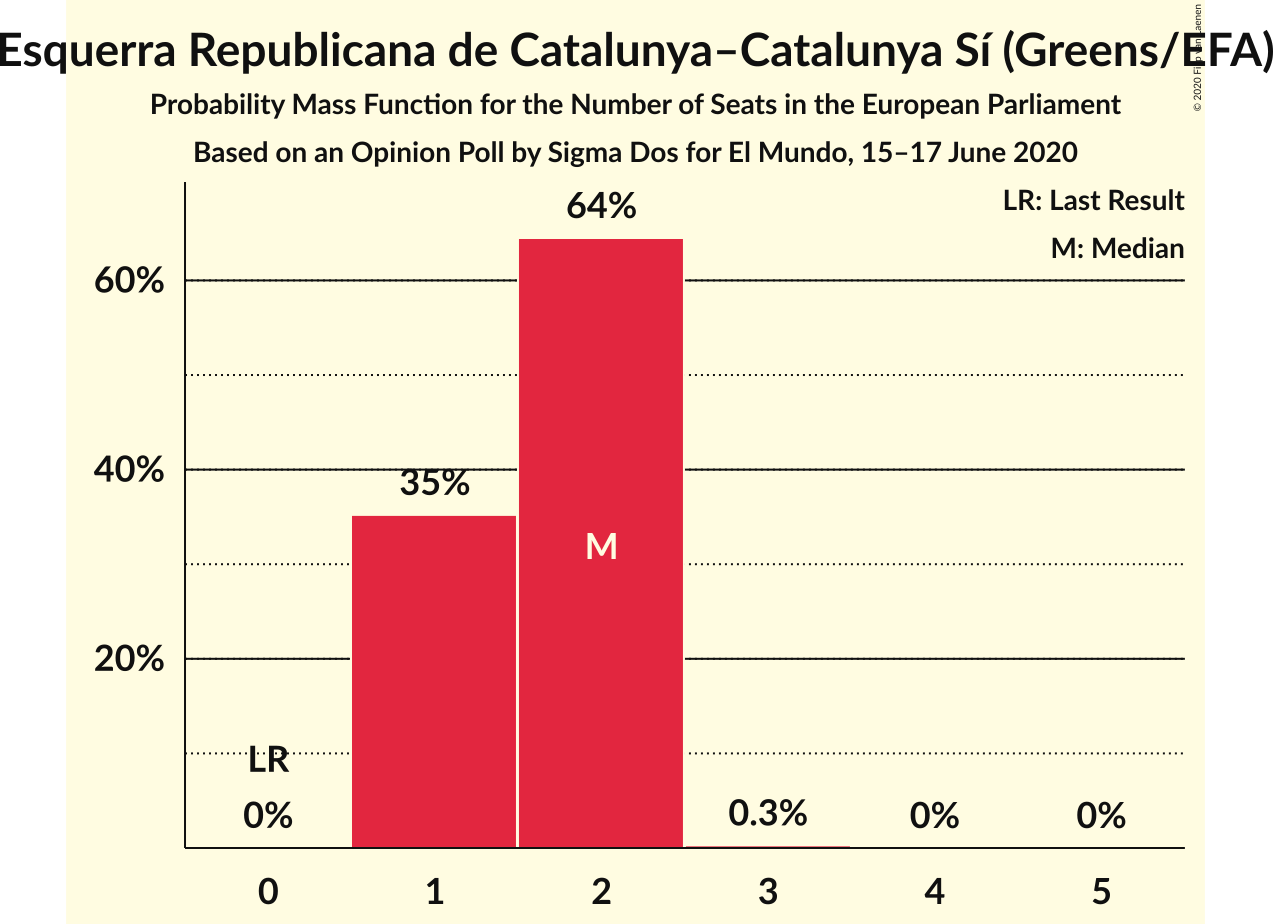 Esquerra Republicana de Catalunya–Catalunya Sí (Greens/EFA)
Probability Mass Function for the Number of Seats in the European Parliament
Based on an Opinion Poll by Sigma Dos for El Mundo, 15–17 June 2020
© 2020
LR: Last Result
M: Median
64%
60%
40%
35%
M
20%
LR
0%
0.3%
0%
0%
0 1 2 3 4 5